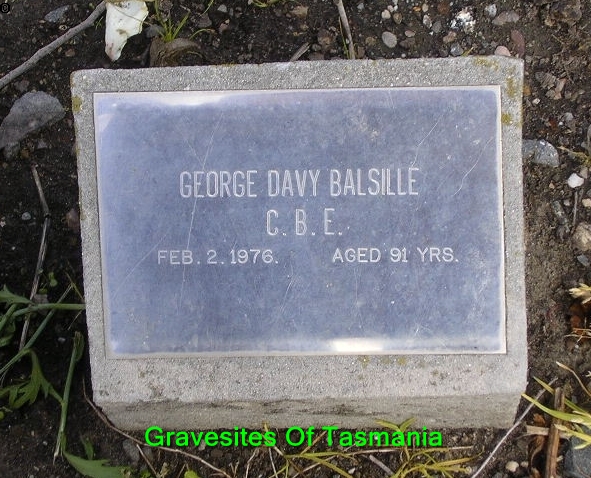 GEORGE DAVY BALSILLE
C. B. E.
FEB. 2. 1976. AGED 91 YRS.
Gravesites Of Tasmania